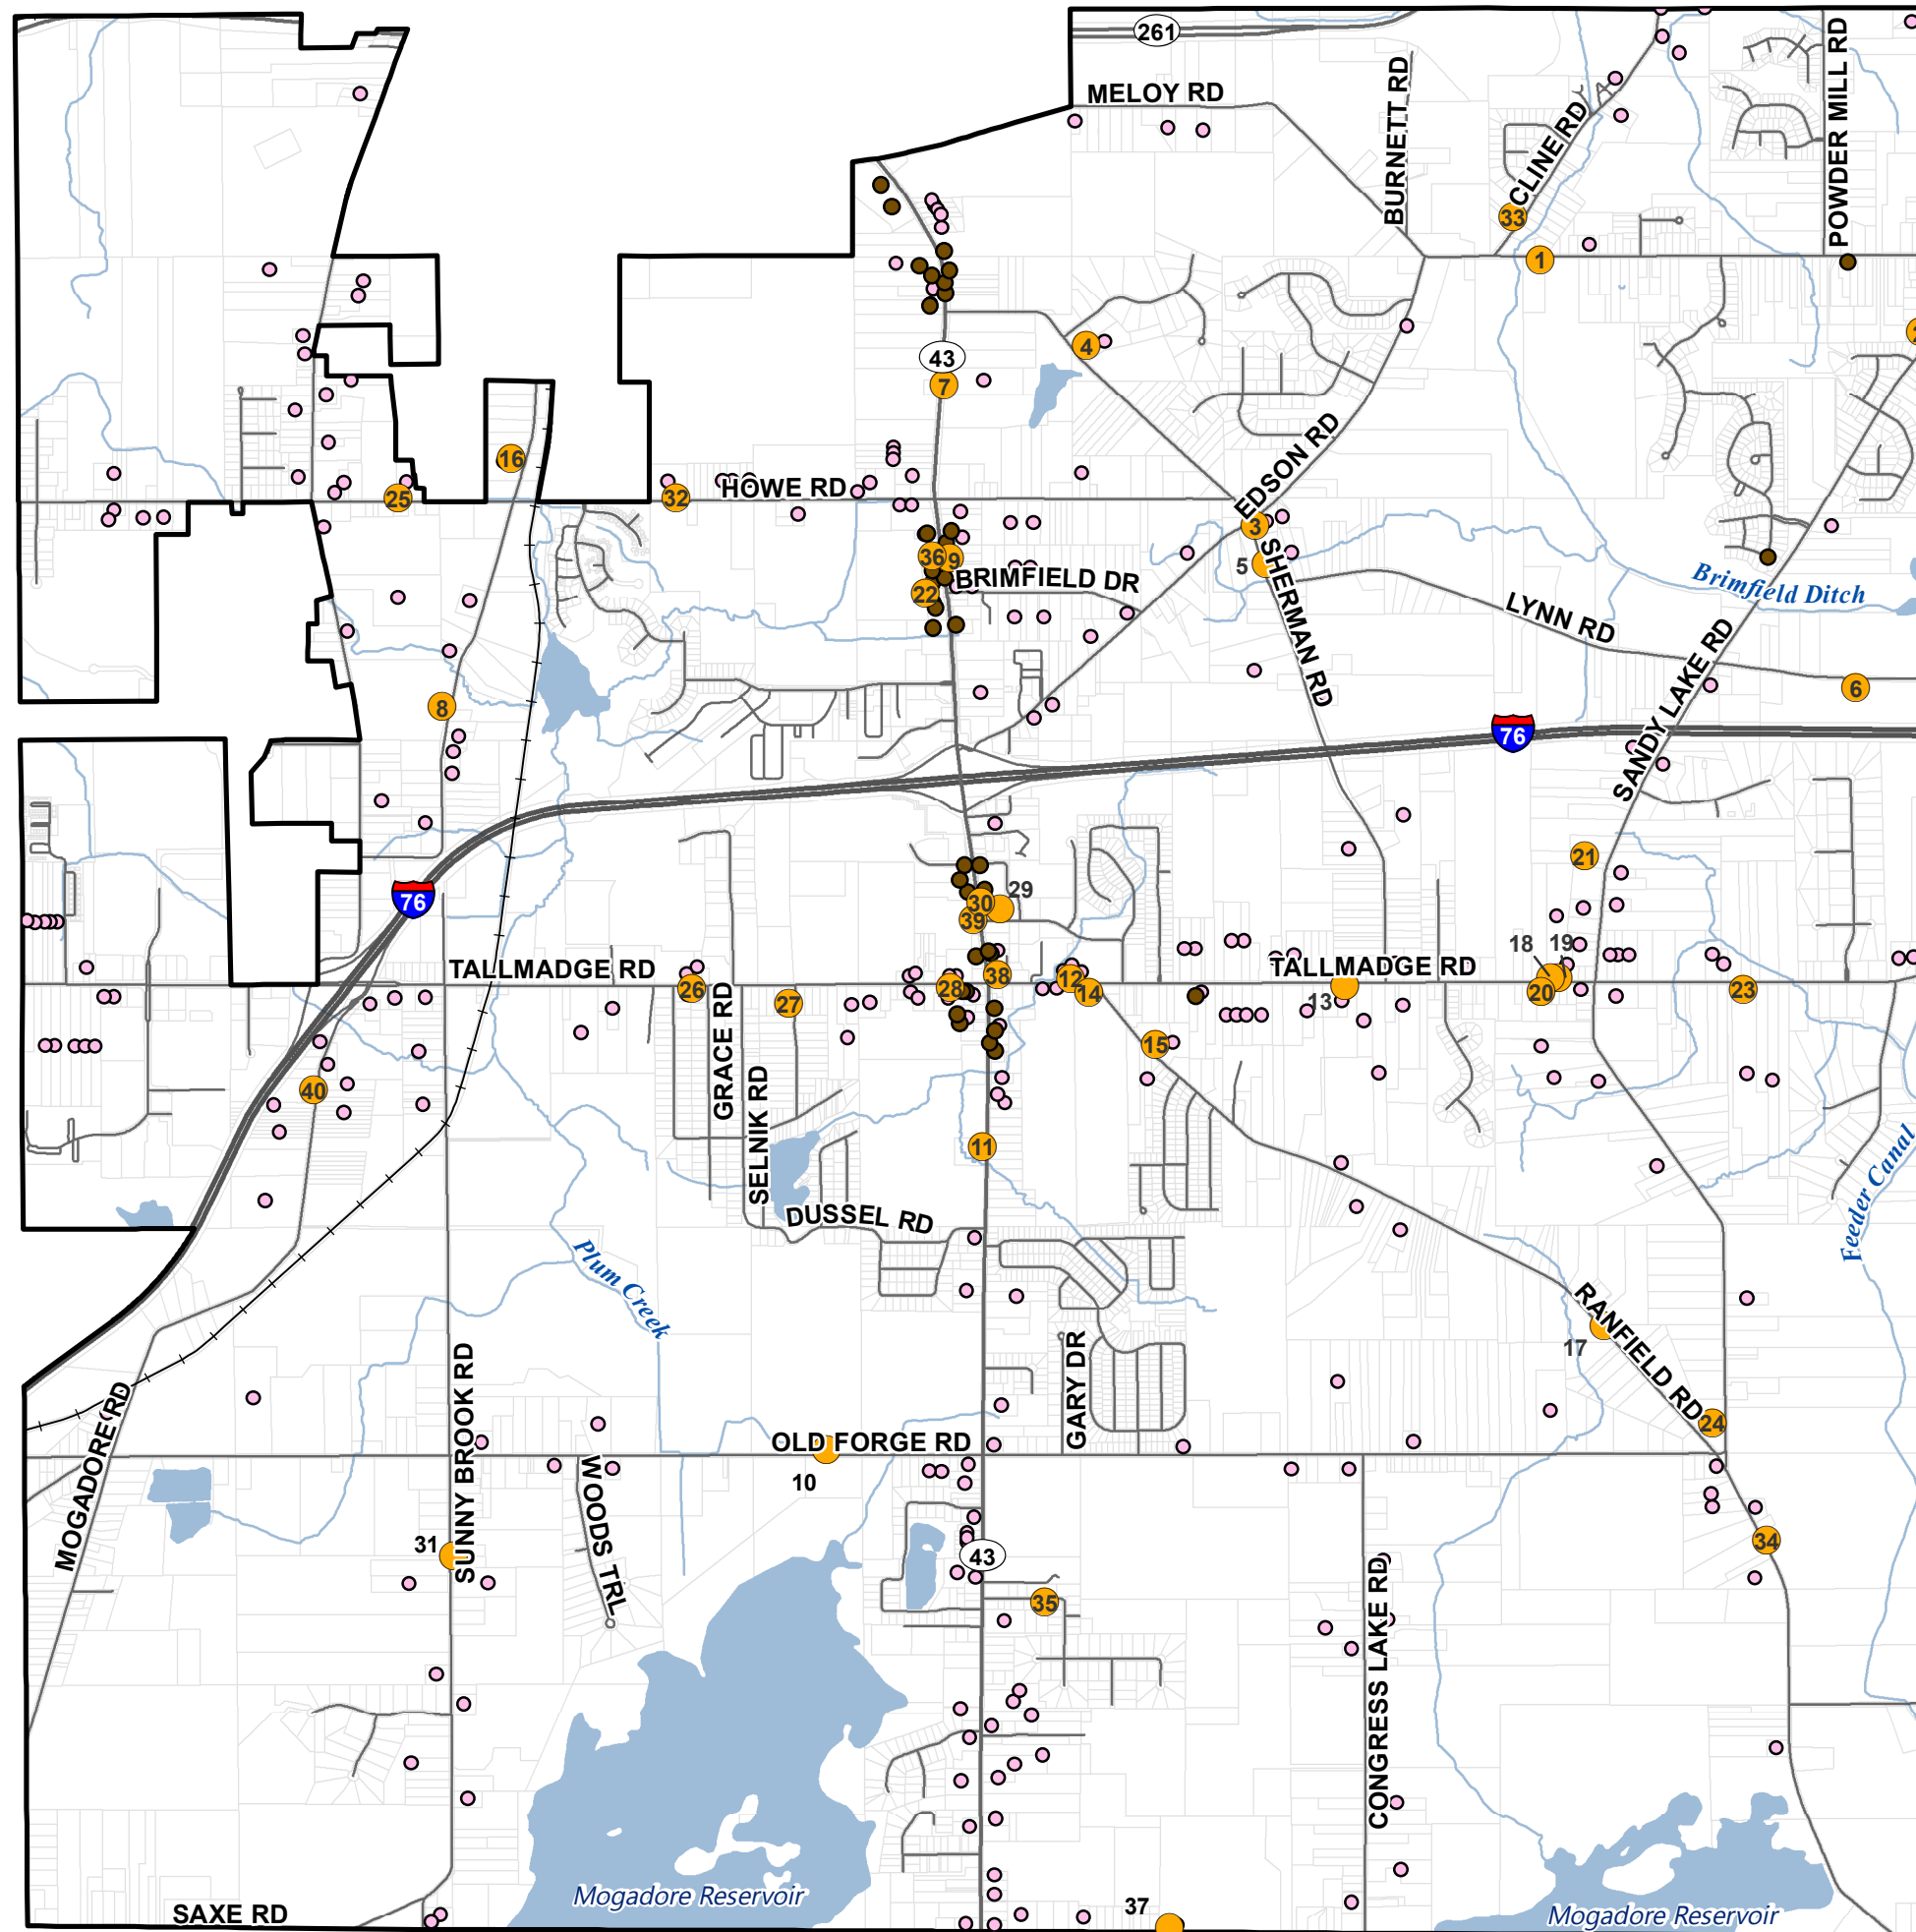 261
MELOY RD
BURNETT RD
CLINE RD
POWDER MILL RD
33
1
4
43
7
16
25
32
HOWE RD
EDSON RD
3
5
SHERMAN RD
36
9
22
BRIMFIELD DR
Brimfield Ditch
LYNN RD
SANDY LAKE RD
6
8
76
76
21
29
30
39
TALLMADGE RD
26
27
28
38
12
14
TALLMADGE RD
13
18
19
20
23
15
GRACE RD
SELNIK RD
40
11
DUSSEL RD
Feeder Canal
Plum Creek
RANFIELD RD
17
24
GARY DR
MOGADORE RD
SUNNY BROOK RD
OLD FORGE RD
10
WOODS TRL
31
43
35
34
CONGRESS LAKE RD
Mogadore Reservoir
37
Mogadore Reservoir
SAXE RD